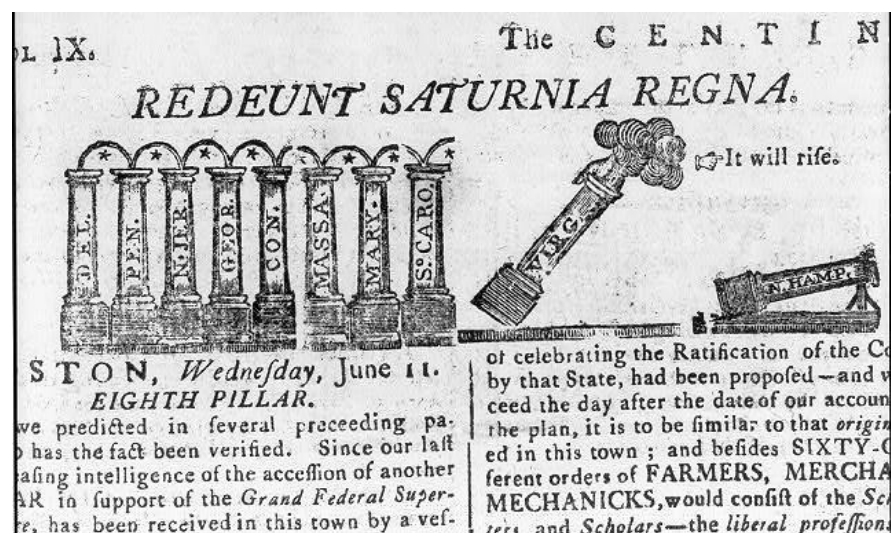 OL IX.
The CENTIN
REDEUNT SATURNIA REGNA.
DEL.
PEN.
N. JER.
GEOR.
CON.
MASSA.
MARY.
So. CARO.
VIRG.
☞It will riſe.
N. HAMP.
STON, Wedneſday, June 11.
EIGHTH PILLAR.
we predicted in ſeveral preceeding pa-
has the fact been verified. Since our laſt
aſing intelligence of the acceſſion of another
AR in ſupport of the Grand Federal Super-
re, has been received in this town by a veſ-
of celebrating the Ratification of the Co
by that State, had been propoſed—and w
ceed the day after the date of our accoun
the plan, it is to be ſimilar to that origin
ed in this town ; and beſides SIXTY-
ferent orders of FARMERS, MERCHA
MECHANICKS, would conſiſt of the Sc
ters and Scholars—the liberal profeſſions